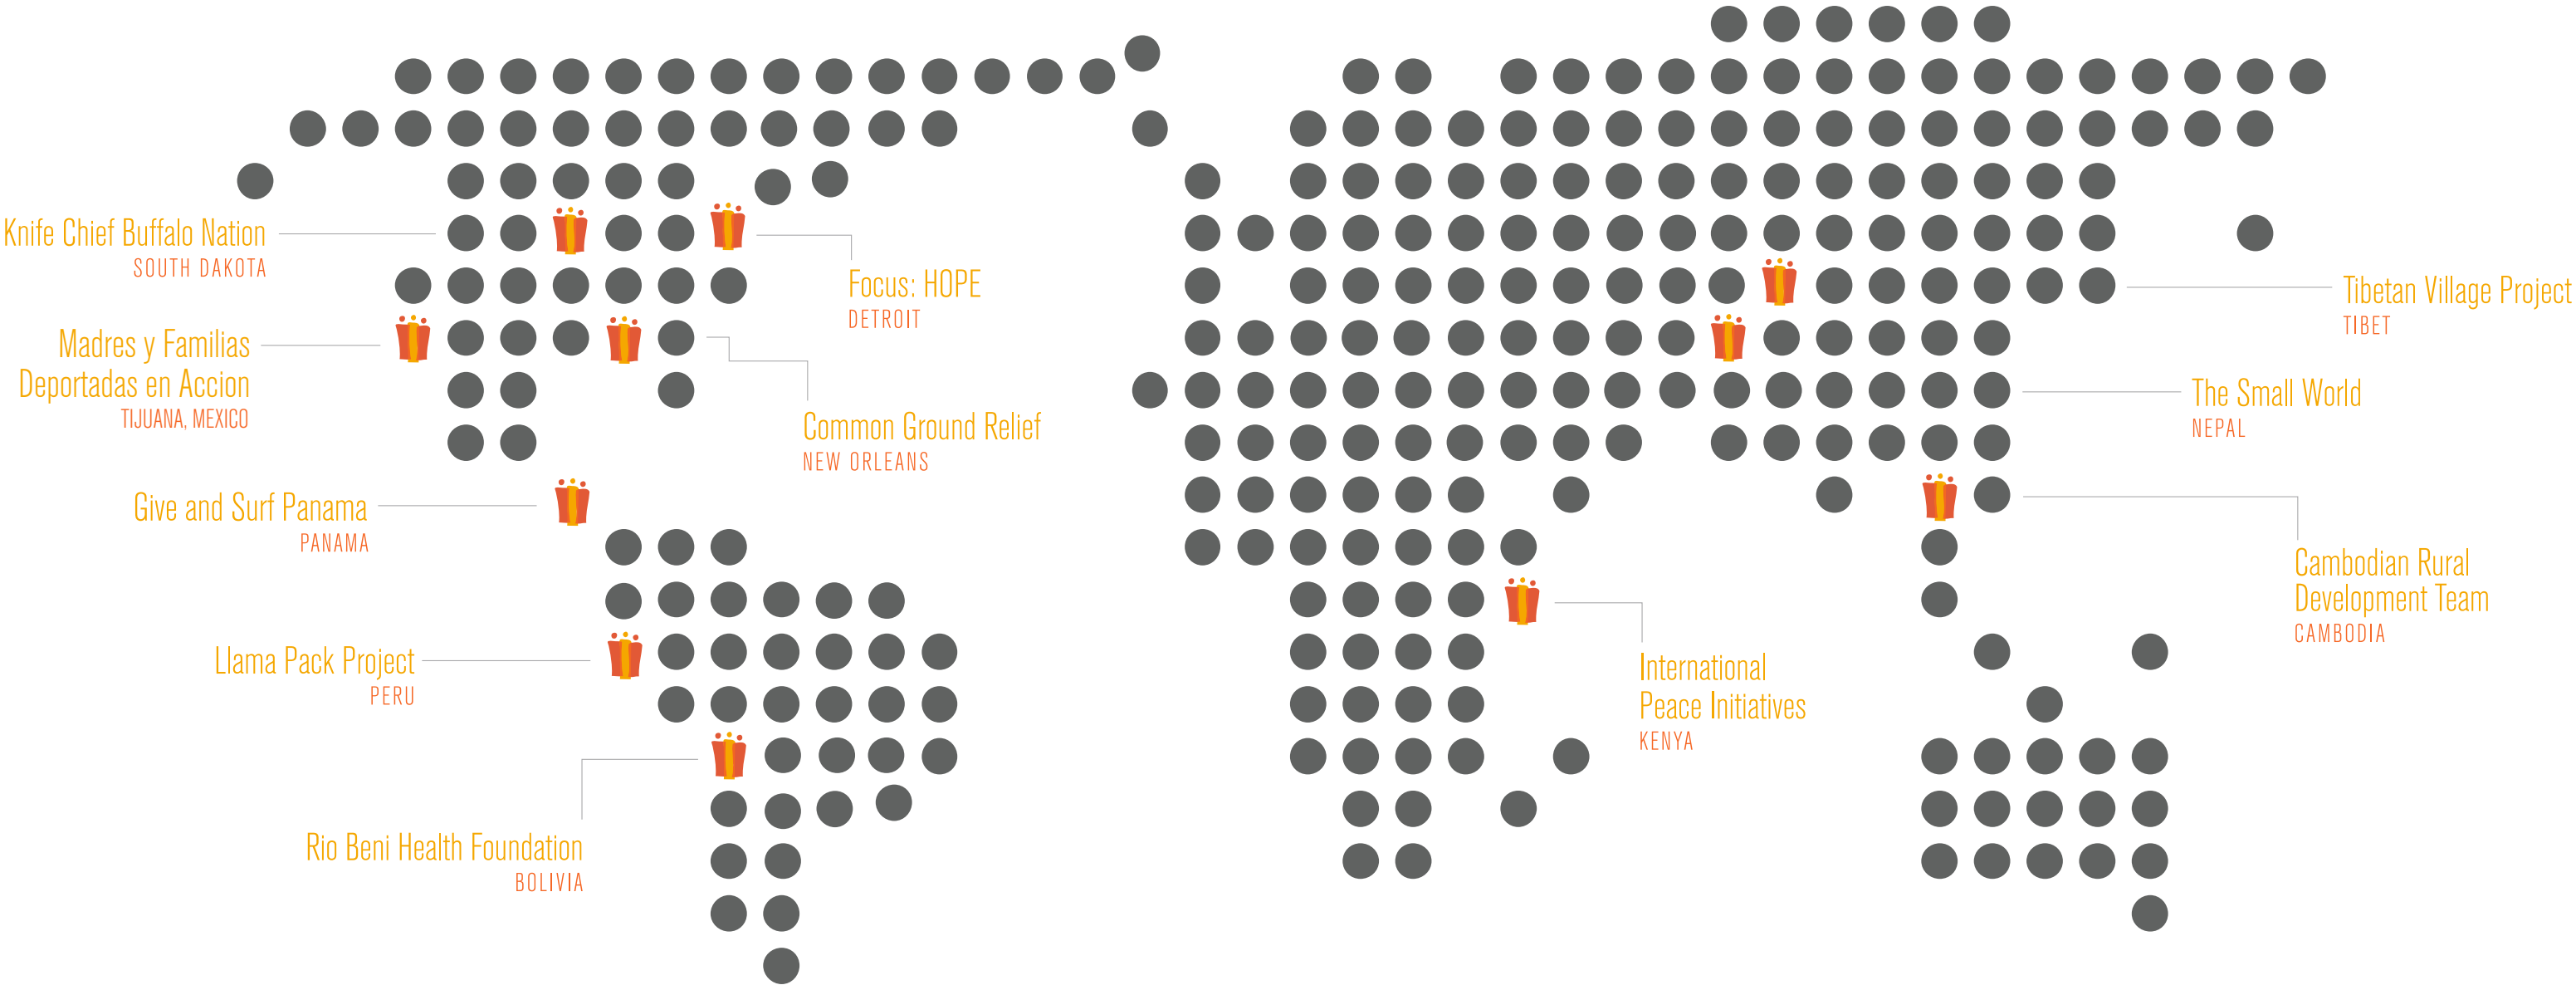 Knife Chief Buffalo Nation
SOUTH DAKOTA
Focus: HOPE
DETROIT
Tibetan Village Project
TIBET
Madres y Familias
Deportadas en Accion
TIJUANA, MEXICO
The Small World
NEPAL
Common Ground Relief
NEW ORLEANS
Give and Surf Panama
PANAMA
Cambodian Rural
Development Team
CAMBODIA
Llama Pack Project
PERU
International
Peace Initiatives
KENYA
Rio Beni Health Foundation
BOLIVIA